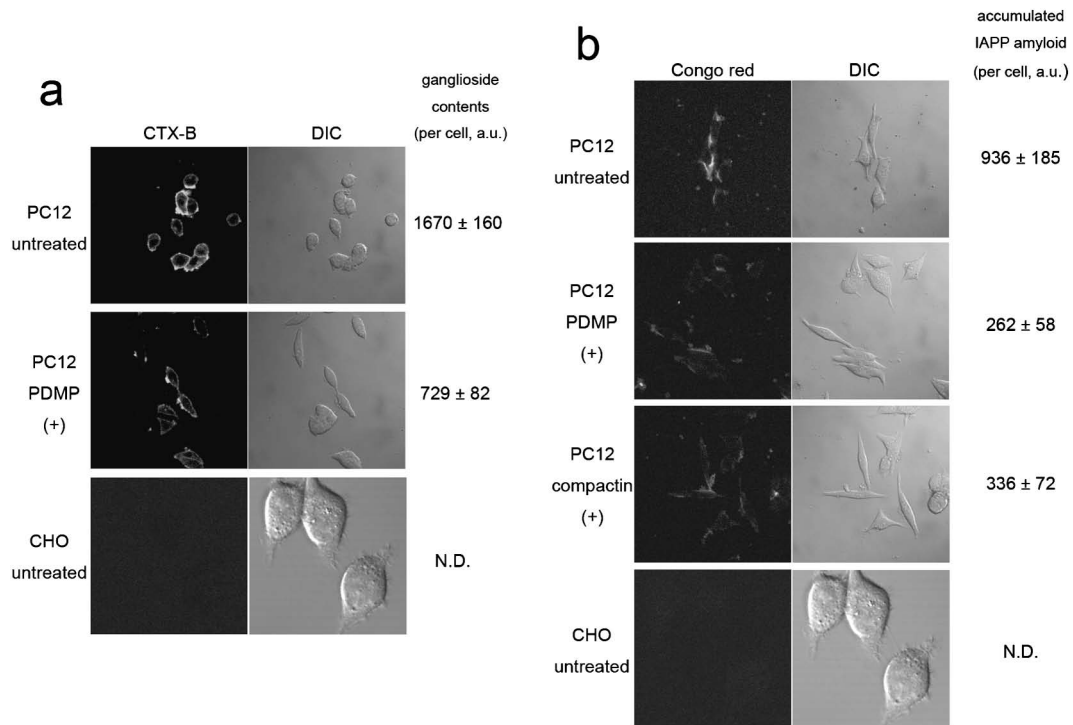 a
ganglioside
contents
(per cell, a.u.)
CTX-B DIC
PC12
untreated
1670 ± 160
PC12
PDMP
(+)
729 ± 82
CHO
untreated
N.D.
b
accumulated
IAPP amyloid
(per cell, a.u.)
Congo red DIC
PC12
untreated
936 ± 185
PC12
PDMP
(+)
262 ± 58
PC12
compactin
(+)
336 ± 72
CHO
untreated
N.D.